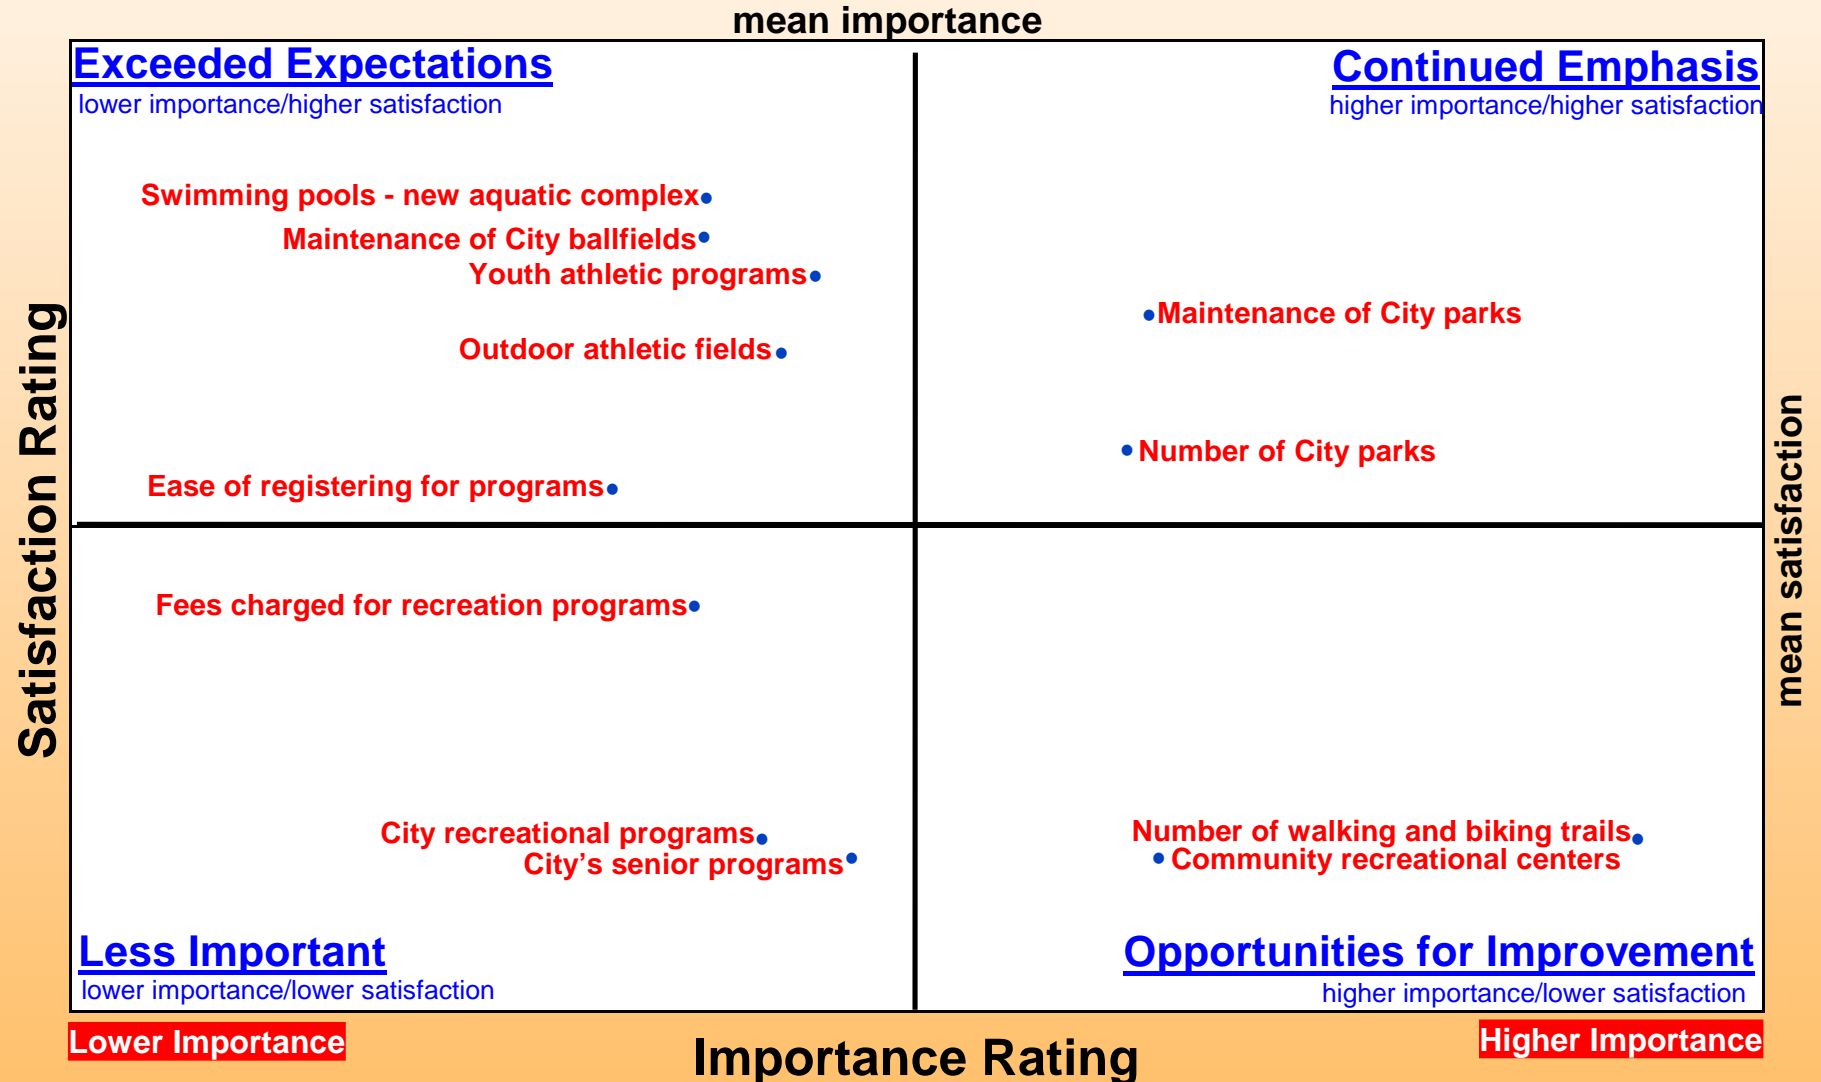 mean importance
Exceeded Expectations
lower importance/higher satisfaction
Continued Emphasis
higher importance/higher satisfaction
Swimming pools - new aquatic complex
Maintenance of City ballfields
Youth athletic programs
Maintenance of City parks
Outdoor athletic fields
Number of City parks
Ease of registering for programs
Satisfaction Rating
mean satisfaction
Fees charged for recreation programs
City recreational programs
City’s senior programs
Number of walking and biking trails
Community recreational centers
Less Important
lower importance/lower satisfaction
Opportunities for Improvement
higher importance/lower satisfaction
Lower Importance
Importance Rating
Higher Importance